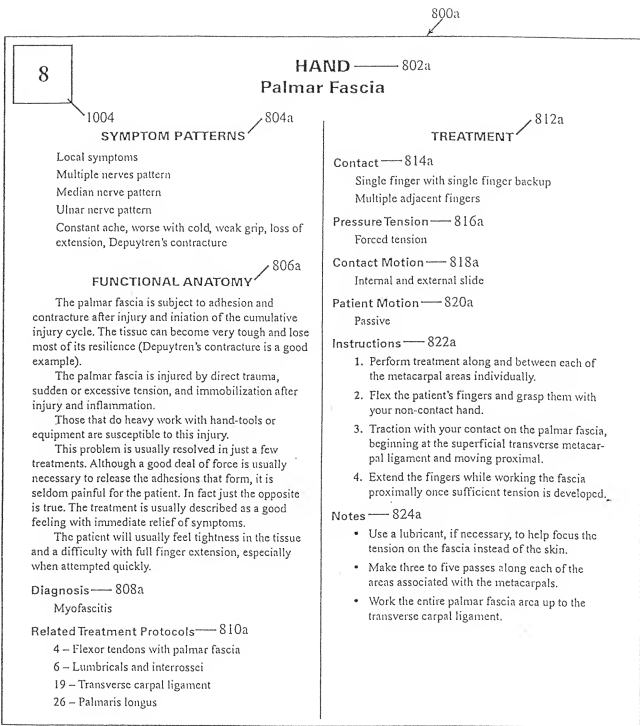 800a
8
HAND 802a
Palmar Fascia
1004
804a
SYMPTOM PATTERNS
Local symptoms
Multiple nerves pattern
Median nerve pattern
Ulnar nerve pattern
Constant ache, worse with cold, weak grip, loss of
extension, Depuytren's contracture
806a
FUNCTIONAL ANATOMY
The palmar fascia is subject to adhesion and
contracture after injury and iniation of the cumulative
injury cycle. The tissue can become very tough and lose
most of its resilience (Depuytren's contracture is a good
example).
The palmar fascia is injured by direct trauma,
sudden or excessive tension, and immobilization after
injury and inflammation.
Those that do heavy work with hand-tools or
equipment are susceptible to this injury.
This problem is usually resolved in just a few
treatments. Although a good deal of force is usually
necessary to release the adhesions that form, it is
seldom painful for the patient. In fact just the opposite
is true. The treatment is usually described as a good
feeling with immediate relief of symptoms.
The patient will usually feel tightness in the tissue
and a difficulty with full finger extension, especially
when attempted quickly.
Diagnosis 808a
Myofascitis
Related Treatment Protocols 810a
4 – Flexor tendons with palmar fascia
6 – Lumbricals and interrossei
19 – Transverse carpal ligament
26 – Palmaris longus
812a
TREATMENT
Contact 814a
Single finger with single finger backup
Multiple adjacent fingers
Pressure Tension 816a
Forced tension
Contact Motion 818a
Internal and external slide
Patient Motion 820a
Passive
Instructions 822a
1. Perform treatment along and between each of
the metacarpal areas individually.
2. Flex the patient's fingers and grasp them with
your non-contact hand.
3. Traction with your contact on the palmar fascia,
beginning at the superficial transverse metacar-
pal ligament and moving proximal.
4. Extend the fingers while working the fascia
proximally once sufficient tension is developed.
Notes 824a
• Use a lubricant, if necessary, to help focus the
tension on the fascia instead of the skin.
• Make three to five passes along each of the
areas associated with the metacarpals.
• Work the entire palmar fascia area up to the
transverse carpal ligament.